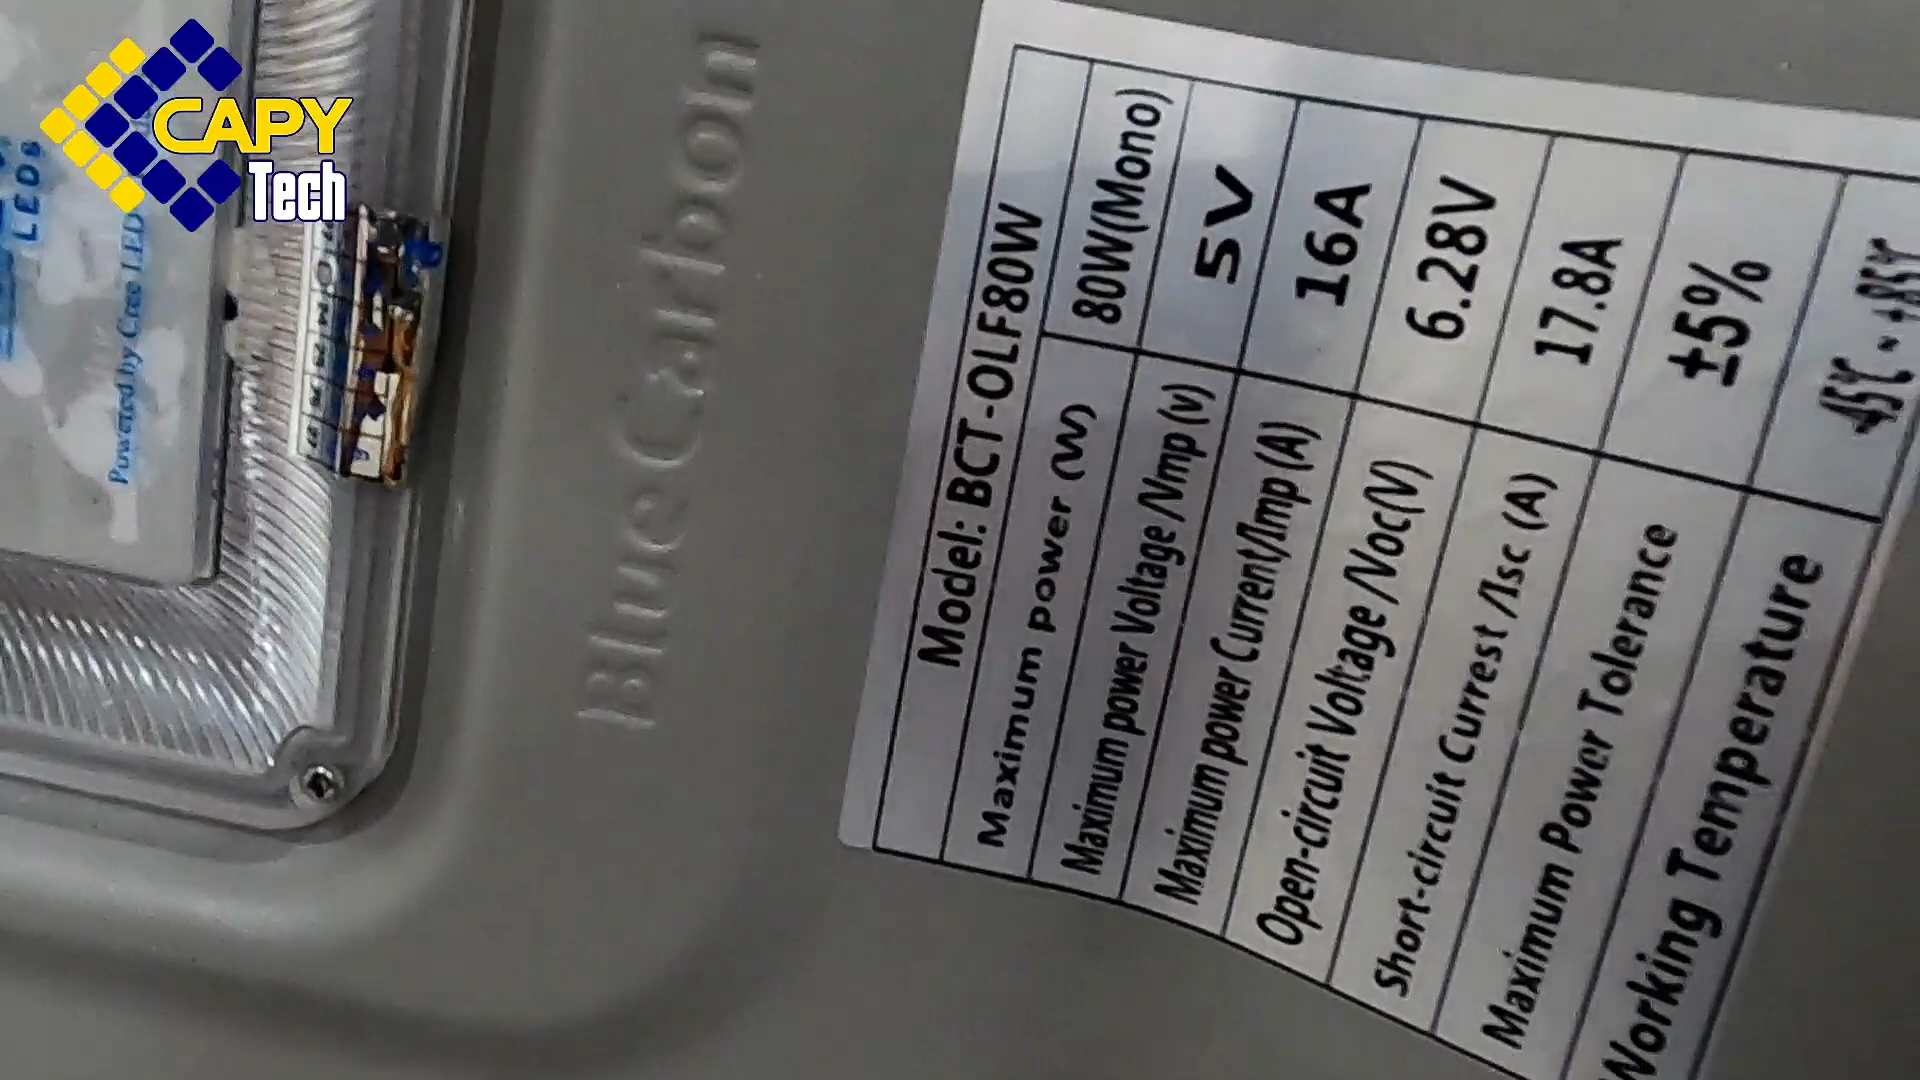 CAPY
Tech
LEDs
Powered by Cree LED
BlueCarbon
Model: BCT-OLF80W
Maximum power (W) 80W(Mono)
Maximum power Voltage /Vmp (v) 5V
Maximum power Current/Imp (A) 16A
Open-circuit Voltage /Voc(V) 6.28V
Short-circuit Currest /Isc (A) 17.8A
Maximum Power Tolerance ±5%
Working Temperature -45℃ ~ +85℃